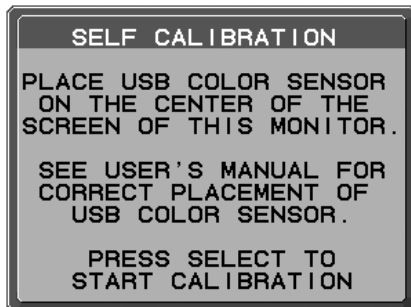 SELF CALIBRATION
PLACE USB COLOR SENSOR
ON THE CENTER OF THE
SCREEN OF THIS MONITOR.
SEE USER'S MANUAL FOR
CORRECT PLACEMENT OF
USB COLOR SENSOR.
PRESS SELECT TO
START CALIBRATION